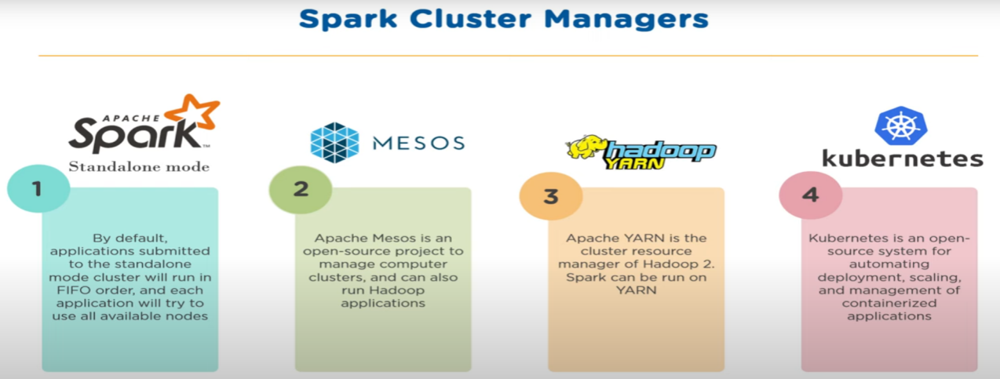 Spark Cluster Managers
APACHE
Spark™
Standalone mode
1
By default,
applications submitted
to the standalone
mode cluster will run in
FIFO order, and each
application will try to
use all available nodes
MESOS
2
Apache Mesos is an
open-source project to
manage computer
clusters, and can also
run Hadoop
applications
hadoop
YARN
3
Apache YARN is the
cluster resource
manager of Hadoop 2.
Spark can be run on
YARN
kubernetes
4
Kubernetes is an open-
source system for
automating
deployment, scaling,
and management of
containerized
applications